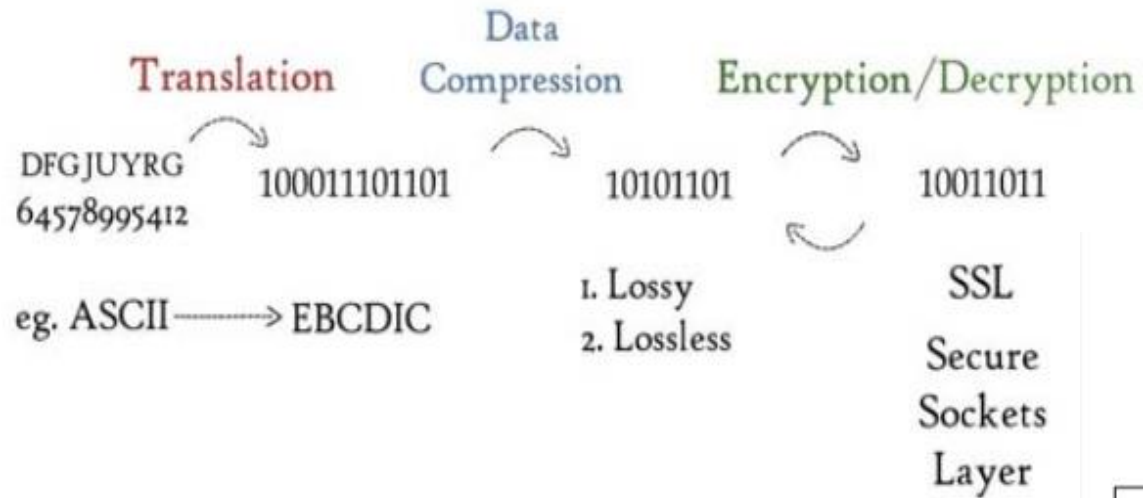 Translation
Data
Compression
Encryption/Decryption
DFGJUYRG
64578995412
100011101101
10101101
10011011
eg. ASCII
EBCDIC
1. Lossy
2. Lossless
SSL
Secure
Sockets
Layer